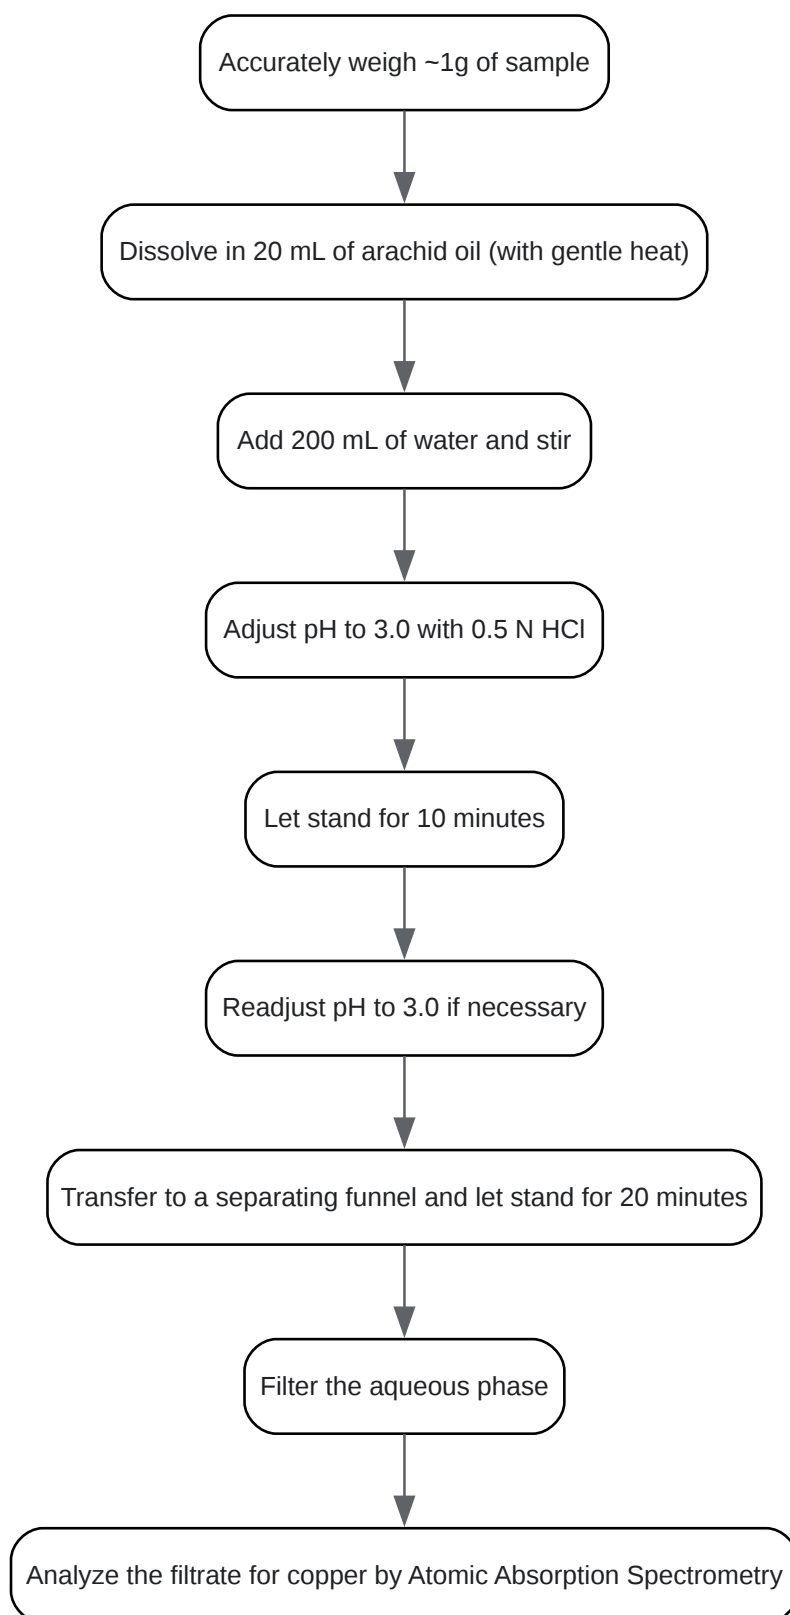 Accurately weigh ~1g of sample
Dissolve in 20 mL of arachid oil (with gentle heat)
Add 200 mL of water and stir
Adjust pH to 3.0 with 0.5 N HCl
Let stand for 10 minutes
Readjust pH to 3.0 if necessary
Transfer to a separating funnel and let stand for 20 minutes
Filter the aqueous phase
Analyze the filtrate for copper by Atomic Absorption Spectrometry